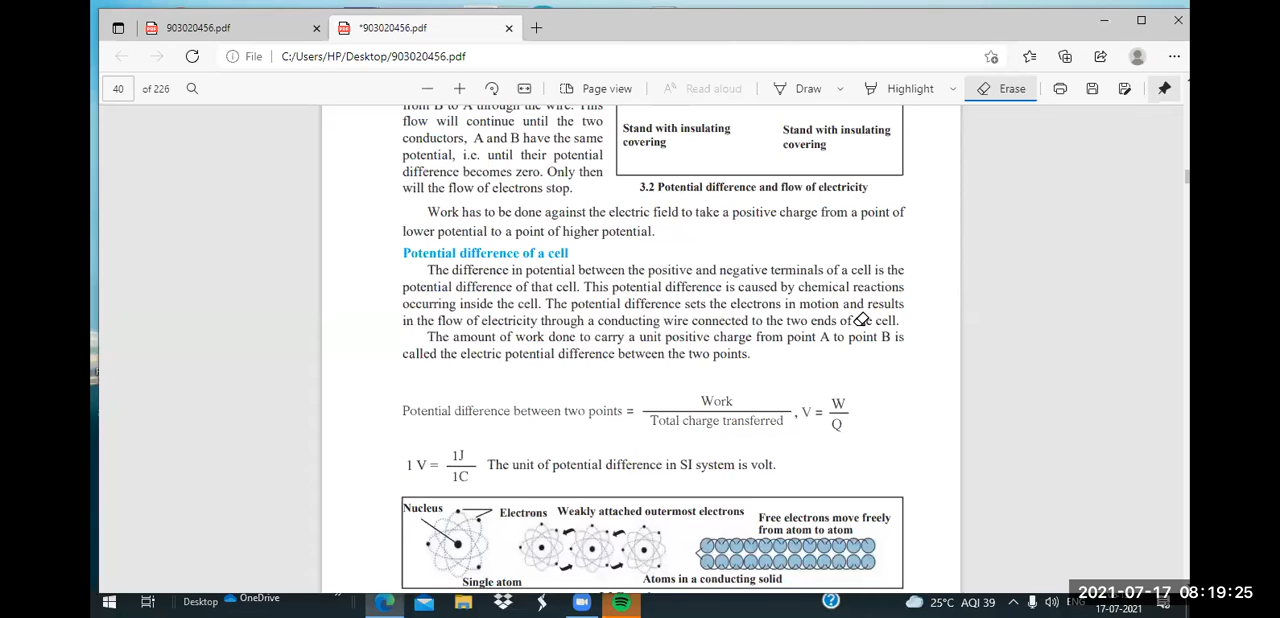 903020456.pdf
*903020456.pdf
File
C:/Users/HP/Desktop/903020456.pdf
40 of 226
Page view
Read aloud
Draw
Highlight
Erase
from B to A through the wire. This
flow will continue until the two
conductors, A and B have the same
potential, i.e. until their potential
difference becomes zero. Only then
will the flow of electrons stop.
Stand with insulating
covering
Stand with insulating
covering
3.2 Potential difference and flow of electricity
Work has to be done against the electric field to take a positive charge from a point of
lower potential to a point of higher potential.
Potential difference of a cell
The difference in potential between the positive and negative terminals of a cell is the
potential difference of that cell. This potential difference is caused by chemical reactions
occurring inside the cell. The potential difference sets the electrons in motion and results
in the flow of electricity through a conducting wire connected to the two ends of cell.
The amount of work done to carry a unit positive charge from point A to point B is
called the electric potential difference between the two points.
Potential difference between two points = Work / Total charge transferred , V = W / Q
1 V = 1J / 1C The unit of potential difference in SI system is volt.
Nucleus
Electrons
Weakly attached outermost electrons
Free electrons move freely
from atom to atom
Single atom
Atoms in a conducting solid
Desktop
OneDrive
25°C AQI 39
ENG
2021-07-17 08:19:25
17-07-2021